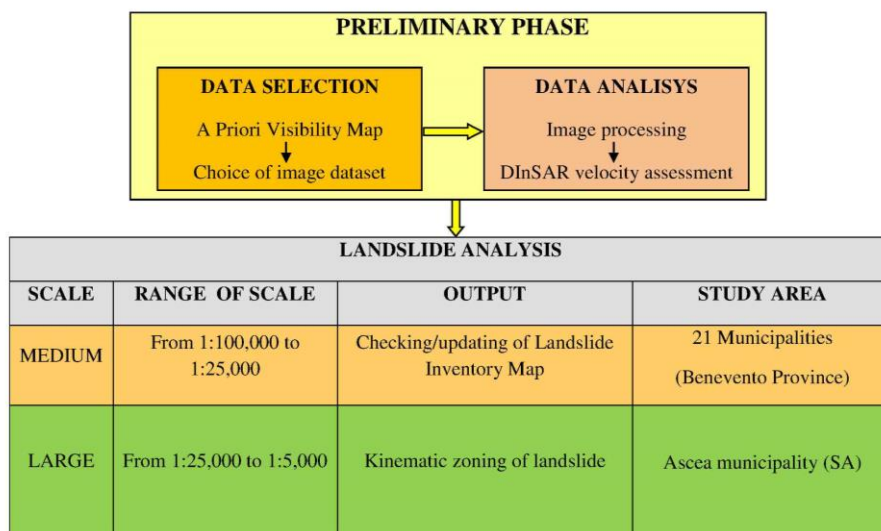 PRELIMINARY PHASE
DATA SELECTION
A Priori Visibility Map
Choice of image dataset
DATA ANALISYS
Image processing
DInSAR velocity assessment
LANDSLIDE ANALYSIS
SCALE
RANGE OF SCALE
OUTPUT
STUDY AREA
MEDIUM
From 1:100,000 to
1:25,000
Checking/updating of Landslide
Inventory Map
21 Municipalities
(Benevento Province)
LARGE
From 1:25,000 to 1:5,000
Kinematic zoning of landslide
Ascea municipality (SA)